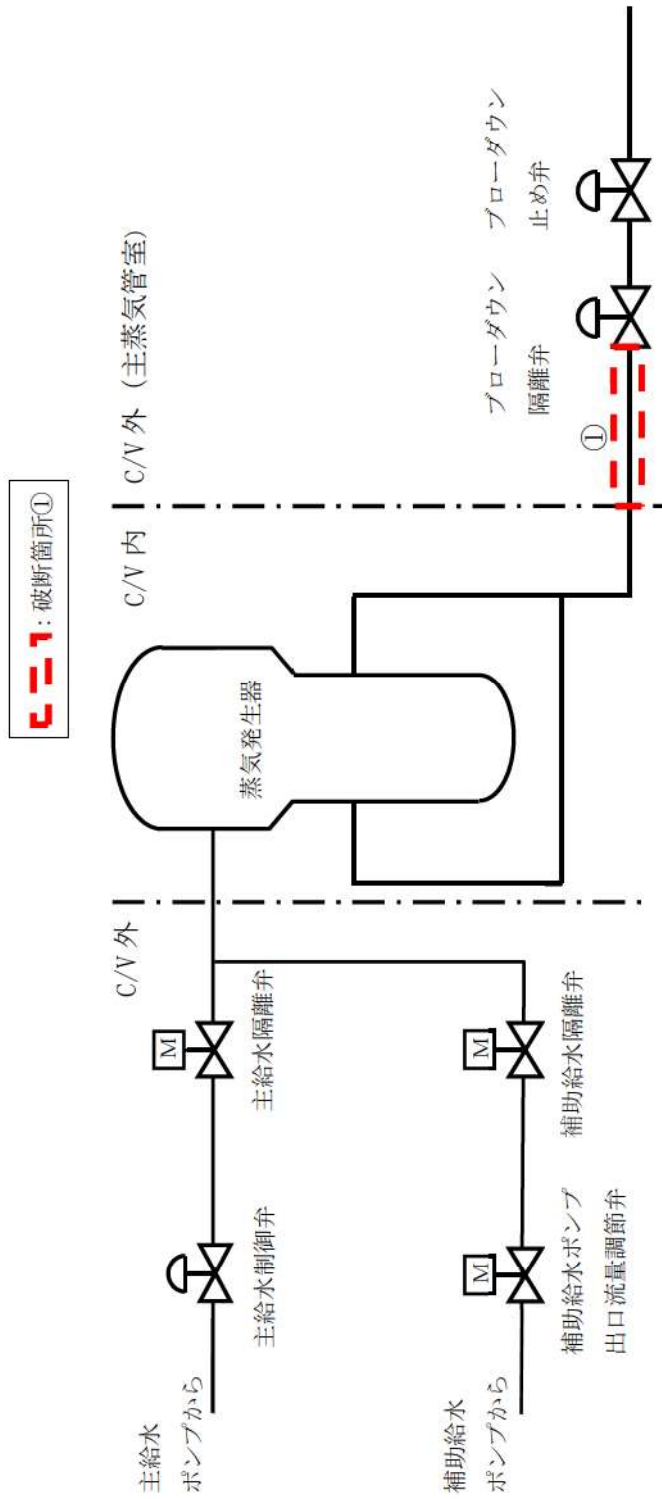 ：破断箇所①
C/V 外
C/V 内
C/V 外 (主蒸気管室)
主給水
ポンプから
主給水制御弁
M
主給水隔離弁
蒸気発生器
補助給水
ポンプから
M
補助給水ポンプ
出口流量調節弁
M
補助給水隔離弁
①
ブローダウン
隔離弁
ブローダウン
止め弁